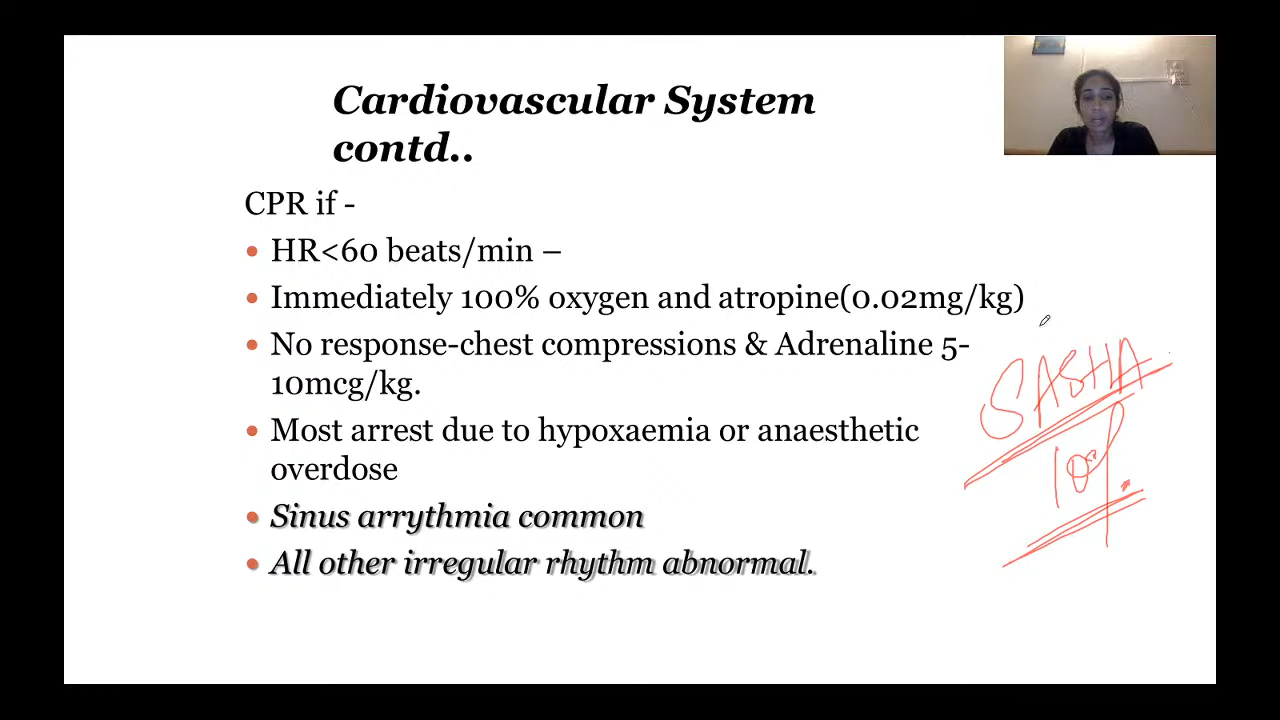 Cardiovascular System
contd..
CPR if -
• HR<60 beats/min –
• Immediately 100% oxygen and atropine(0.02mg/kg)
• No response-chest compressions & Adrenaline 5-
10mcg/kg.
• Most arrest due to hypoxaemia or anaesthetic
overdose
• Sinus arrythmia common
• All other irregular rhythm abnormal.
SASHA